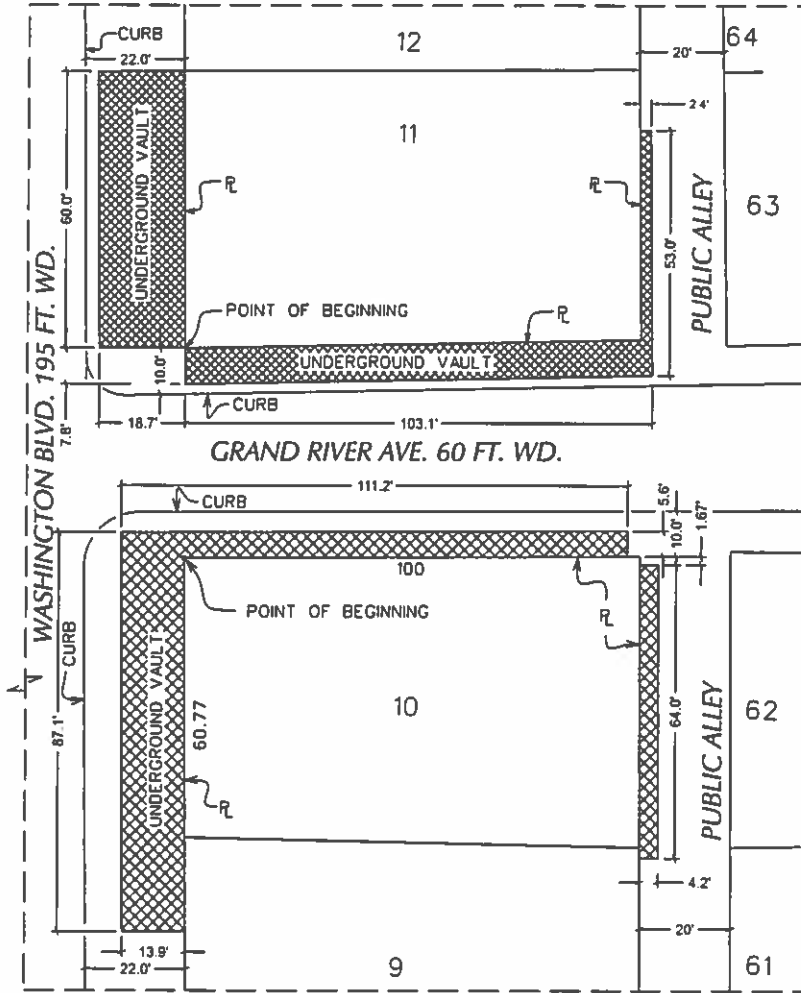 CURB
12
64
22.0'
20'
2.4'
11
UNDERGROUND VAULT
PL
PL
63
60.0'
53.0'
PUBLIC ALLEY
WASHINGTON BLVD. 195 FT. WD.
POINT OF BEGINNING
PL
10.0'
UNDERGROUND VAULT
7.8'
CURB
18.7'
103.1'
GRAND RIVER AVE. 60 FT. WD.
111.2'
CURB
5.6'
10.0'
1.67'
100
POINT OF BEGINNING
PL
CURB
UNDERGROUND VAULT
60.77
10
87.1'
64.0'
62
PUBLIC ALLEY
PL
4.2'
13.9'
20'
22.0'
9
61